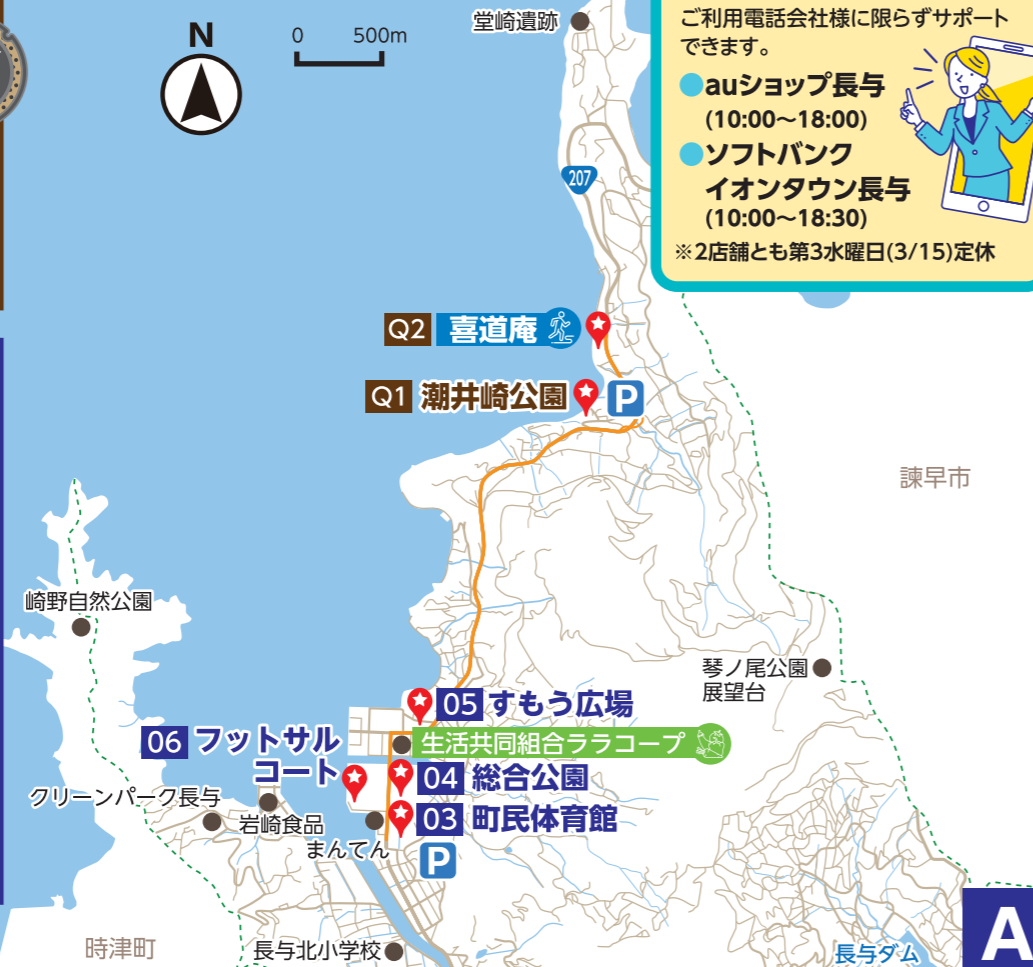 N
0 500m
堂崎遺跡
ご利用電話会社様に限らずサポート
できます。
●auショップ長与
(10:00〜18:00)
●ソフトバンク
イオンタウン長与
(10:00〜18:30)
※2店舗とも第3水曜日(3/15)定休
207
Q2 喜道庵
Q1 潮井崎公園
P
諫早市
崎野自然公園
琴ノ尾公園
展望台
05 すもう広場
06 フットサル
コート
生活共同組合ララコープ
04 総合公園
クリーンパーク長与
岩崎食品
03 町民体育館
まんてん
P
時津町
長与北小学校
長与ダム
A